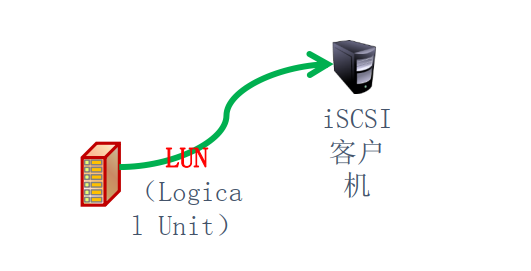 iSCSI
客户
机
LUN
（Logica
l Unit）